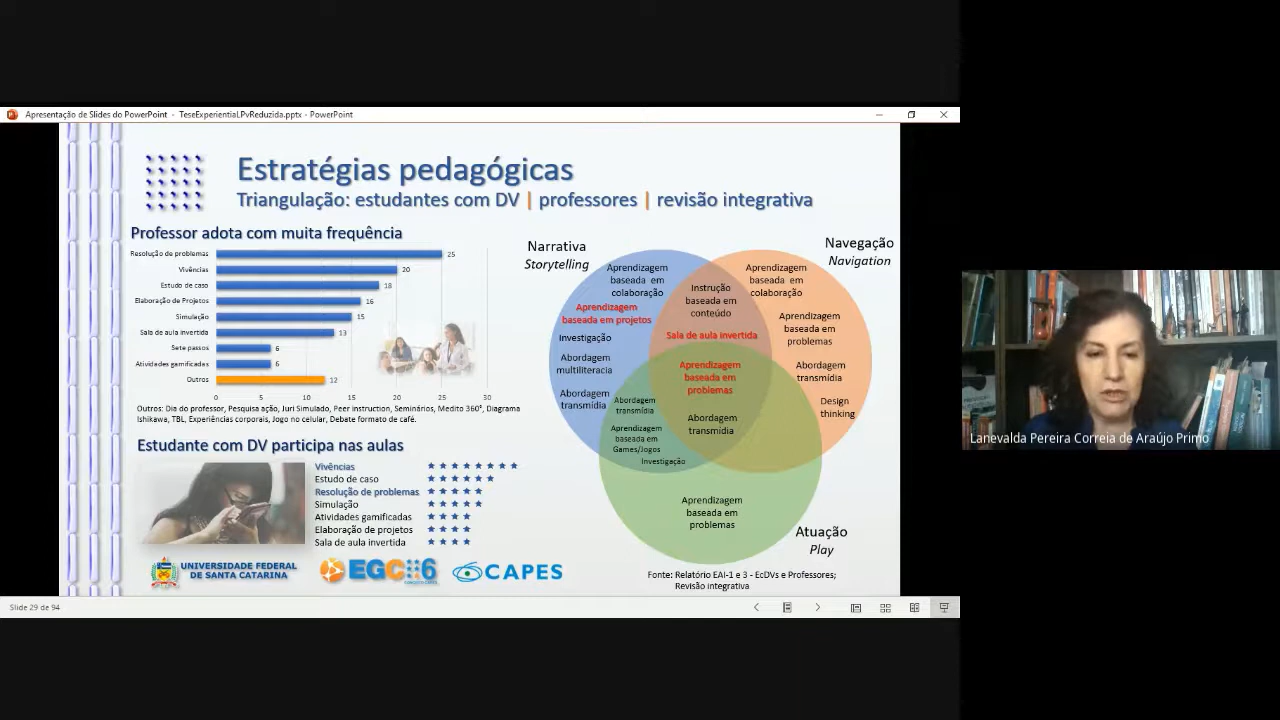 Apresentação de Slides do PowerPoint - TeseExperiential.PvReduzida.pptx - PowerPoint
Estratégias pedagógicas
Triangulação: estudantes com DV | professores | revisão integrativa
Professor adota com muita frequência
Resolução de problemas 25
Vivências 20
Estudo de caso 18
Elaboração de Projetos 16
Simulação 15
Sala de aula invertida 13
Sete passos 6
Atividades gamificadas 6
Outros 12
0 5 10 15 20 25 30
Outros: Dia do professor, Pesquisa ação, Juri Simulado, Peer instruction, Seminários, Medito 360°, Diagrama
Ishikawa, TBL, Experiências corporais, Jogo no celular, Debate formato de café.
Estudante com DV participa nas aulas
Vivências
Estudo de caso
Resolução de problemas
Simulação
Atividades gamificadas
Elaboração de projetos
Sala de aula invertida
UNIVERSIDADE FEDERAL
DE SANTA CATARINA
EGC
6
CAPES
Narrativa
Storytelling
Navegação
Navigation
Aprendizagem
baseada em
colaboração
Aprendizagem
baseada em projetos
Investigação
Abordagem
multiliteracia
Abordagem
transmídia
Instrução
baseada em
conteúdo
Sala de aula invertida
Aprendizagem
baseada em
problemas
Abordagem
transmídia
Aprendizagem
baseada em
colaboração
Aprendizagem
baseada em
problemas
Abordagem
transmídia
Design
thinking
Abordagem
transmídia
Aprendizagem
baseada em
Games/Jogos
Investigação
Aprendizagem
baseada em
problemas
Atuação
Play
Fonte: Relatório EAI-1 e 3 - EcDVs e Professores;
Revisão integrativa
Slide 29 de 94
Lanevalda Pereira Correia de Araújo Primo